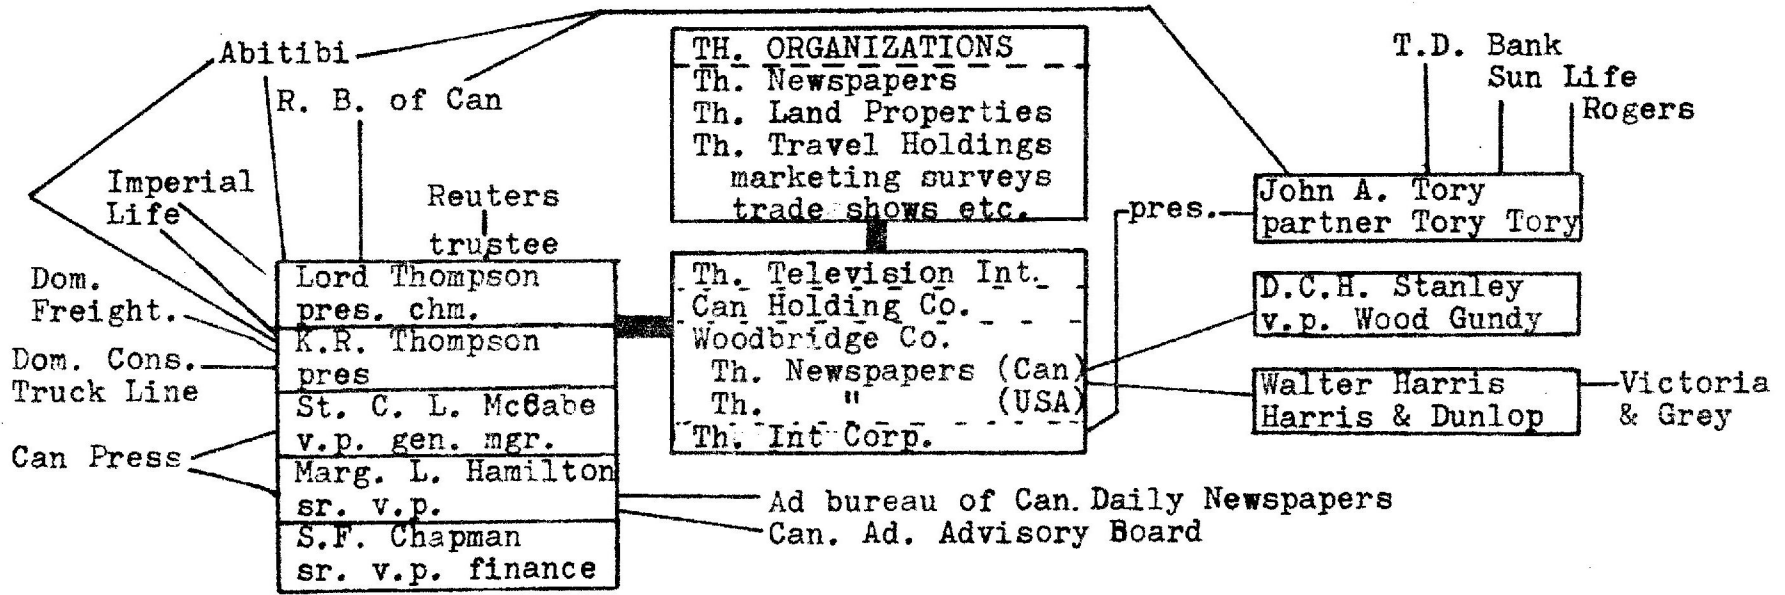 Abitibi
R. B. of Can
Imperial
Life
Reuters
trustee
Dom.
Freight.
Dom. Cons.
Truck Line
Can Press
Lord Thompson
pres. chm.
K.R. Thompson
pres
St. C. L. McCabe
v.p. gen. mgr.
Marg. L. Hamilton
sr. v.p.
S.F. Chapman
sr. v.p. finance
TH. ORGANIZATIONS
Th. Newspapers
Th. Land Properties
Th. Travel Holdings
marketing surveys
trade shows etc.
Th. Television Int.
Can Holding Co.
Woodbridge Co.
Th. Newspapers (Can)
Th. " (USA)
Th. Int Corp.
Ad bureau of Can. Daily Newspapers
Can. Ad. Advisory Board
pres.
T.D. Bank
Sun Life
Rogers
John A. Tory
partner Tory Tory
D.C.H. Stanley
v.p. Wood Gundy
Walter Harris
Harris & Dunlop
Victoria
& Grey